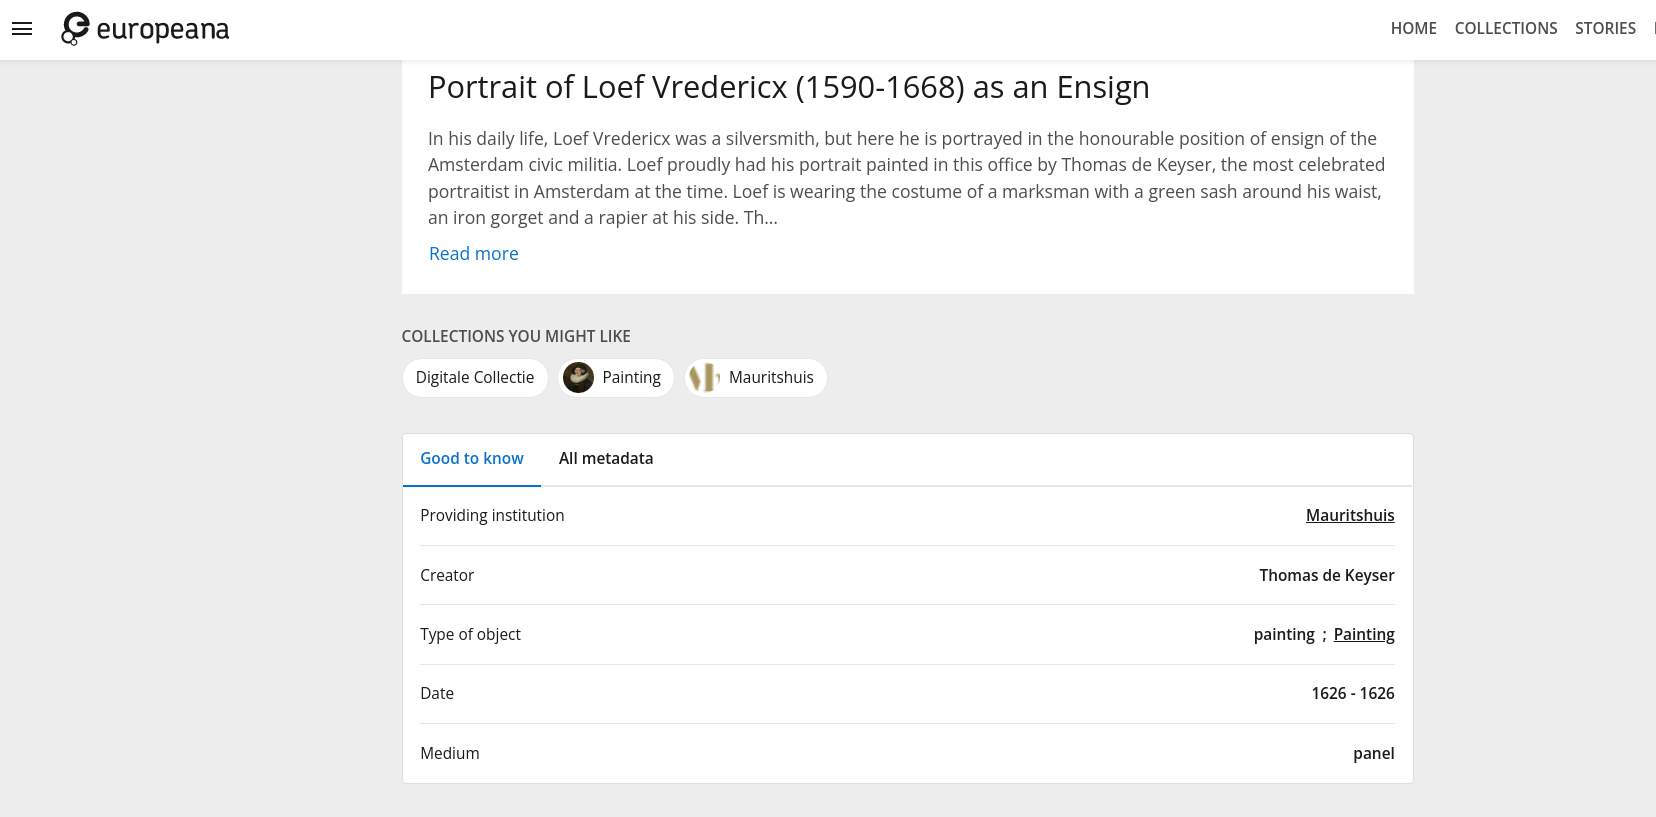 europeana
HOME COLLECTIONS STORIES
Portrait of Loef Vredericx (1590-1668) as an Ensign
In his daily life, Loef Vredericx was a silversmith, but here he is portrayed in the honourable position of ensign of the
Amsterdam civic militia. Loef proudly had his portrait painted in this office by Thomas de Keyser, the most celebrated
portraitist in Amsterdam at the time. Loef is wearing the costume of a marksman with a green sash around his waist,
an iron gorget and a rapier at his side. Th...
Read more
COLLECTIONS YOU MIGHT LIKE
Digitale Collectie Painting Mauritshuis
Good to know All metadata
Providing institution Mauritshuis
Creator Thomas de Keyser
Type of object painting ; Painting
Date 1626 - 1626
Medium panel